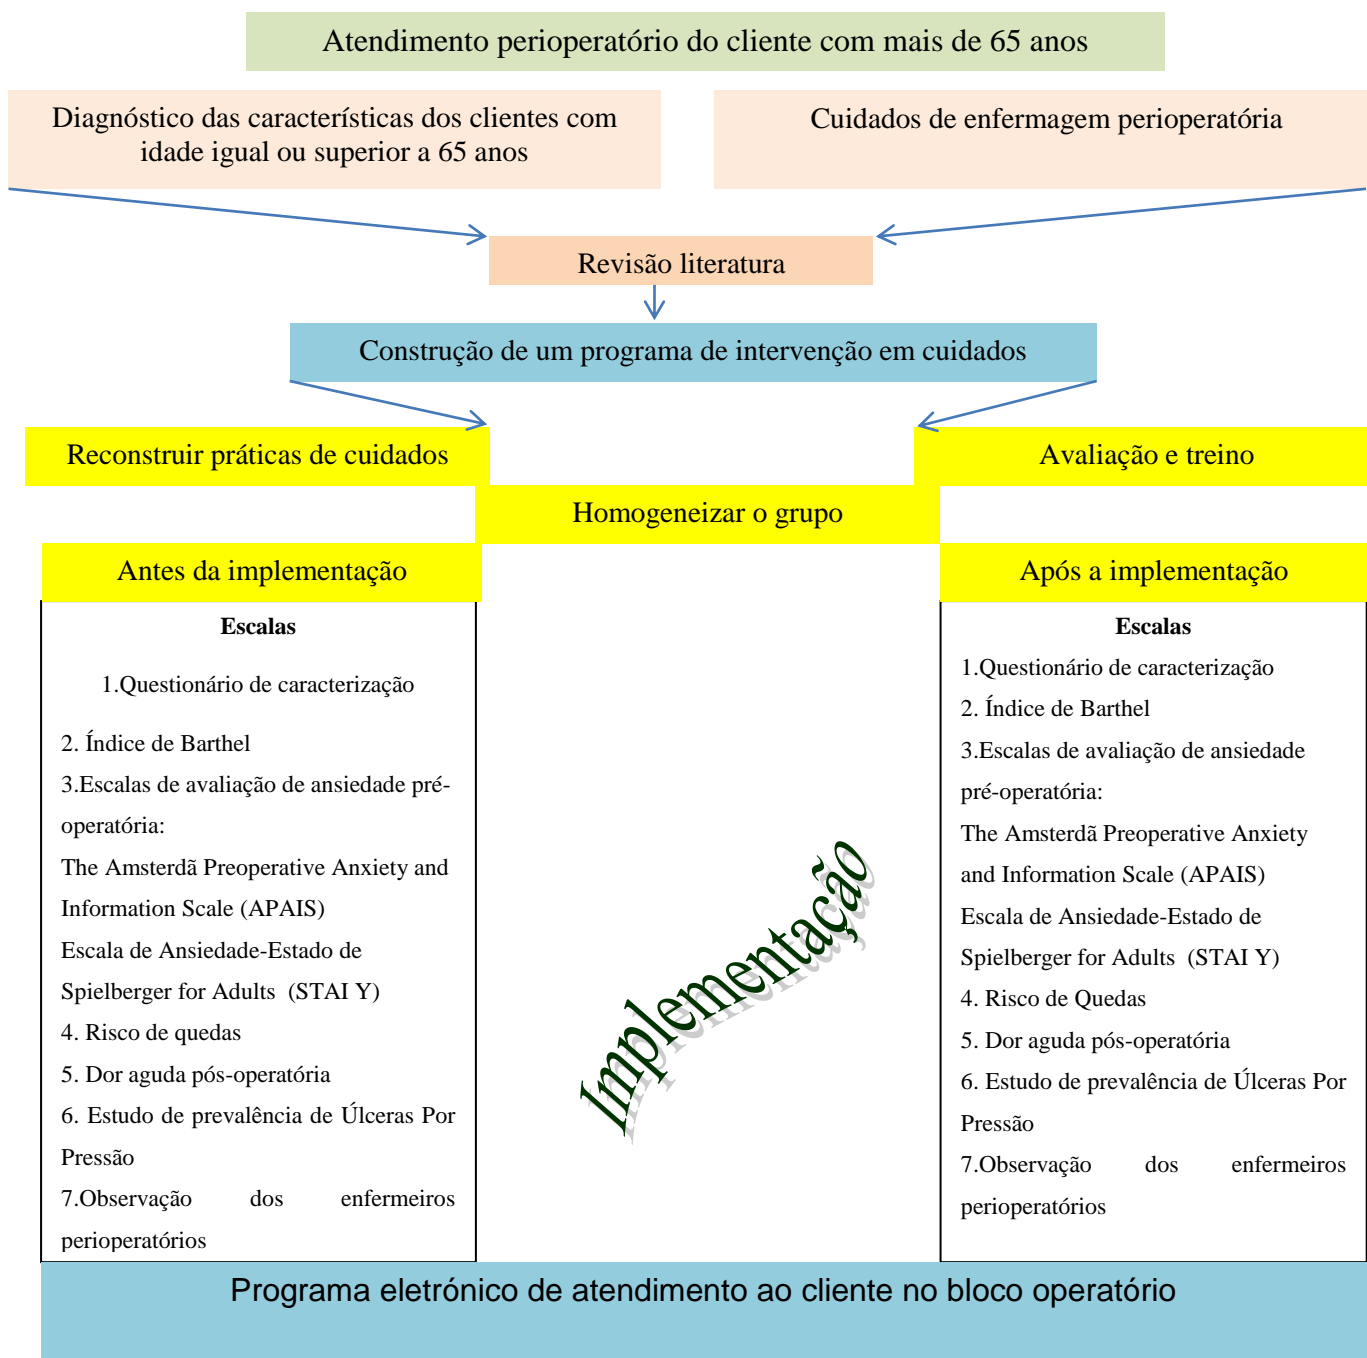 Atendimento perioperatório do cliente com mais de 65 anos
Diagnóstico das características dos clientes com
idade igual ou superior a 65 anos
Cuidados de enfermagem perioperatória
Revisão literatura
Construção de um programa de intervenção em cuidados
Reconstruir práticas de cuidados
Avaliação e treino
Homogeneizar o grupo
Antes da implementação
Após a implementação
Escalas
1.Questionário de caracterização
2. Índice de Barthel
3.Escalas de avaliação de ansiedade pré-
operatória:
The Amsterdã Preoperative Anxiety and
Information Scale (APAIS)
Escala de Ansiedade-Estado de
Spielberger for Adults (STAI Y)
4. Risco de quedas
5. Dor aguda pós-operatória
6. Estudo de prevalência de Úlceras Por
Pressão
7.Observação dos enfermeiros
perioperatórios
Implementação
Escalas
1.Questionário de caracterização
2. Índice de Barthel
3.Escalas de avaliação de ansiedade
pré-operatória:
The Amsterdã Preoperative Anxiety
and Information Scale (APAIS)
Escala de Ansiedade-Estado de
Spielberger for Adults (STAI Y)
4. Risco de Quedas
5. Dor aguda pós-operatória
6. Estudo de prevalência de Úlceras Por
Pressão
7.Observação dos enfermeiros
perioperatórios
Programa eletrónico de atendimento ao cliente no bloco operatório